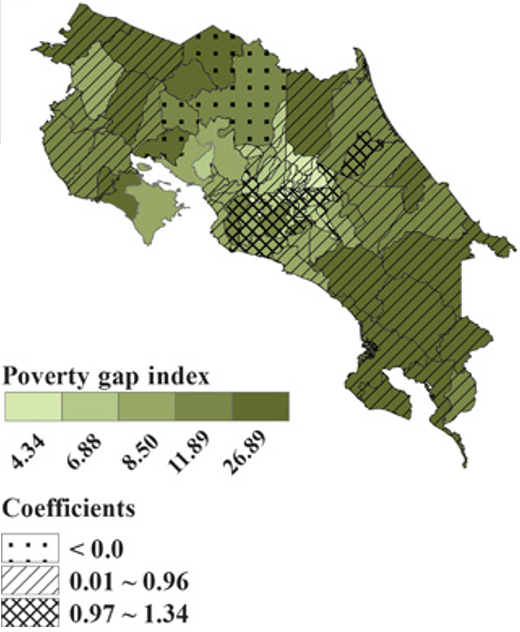 Poverty gap index
4.34 6.88 8.50 11.89 26.89
Coefficients
< 0.0
0.01 ~ 0.96
0.97 ~ 1.34